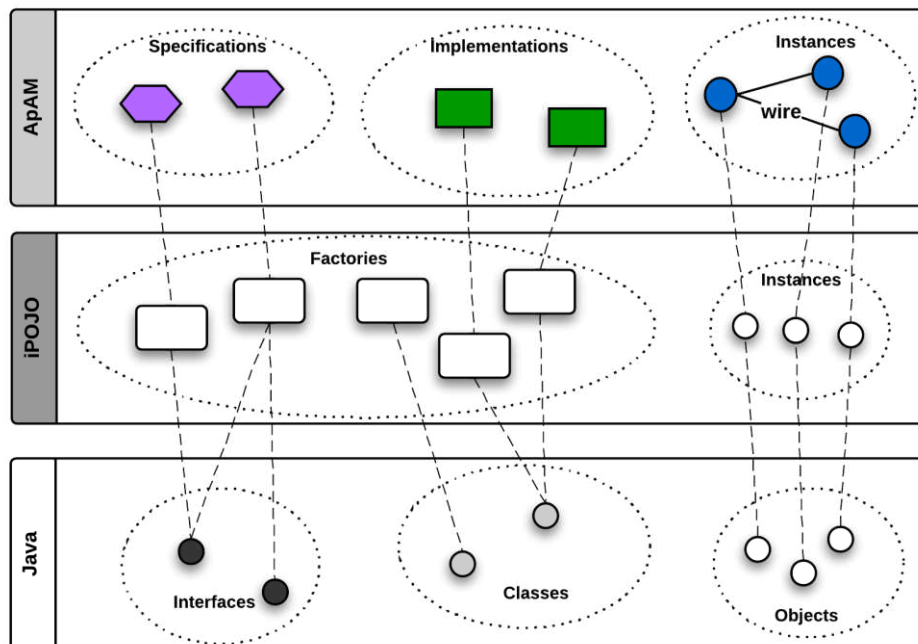 ApAM
Specifications
Implementations
Instances
wire
iPOJO
Factories
Instances
Java
Interfaces
Classes
Objects